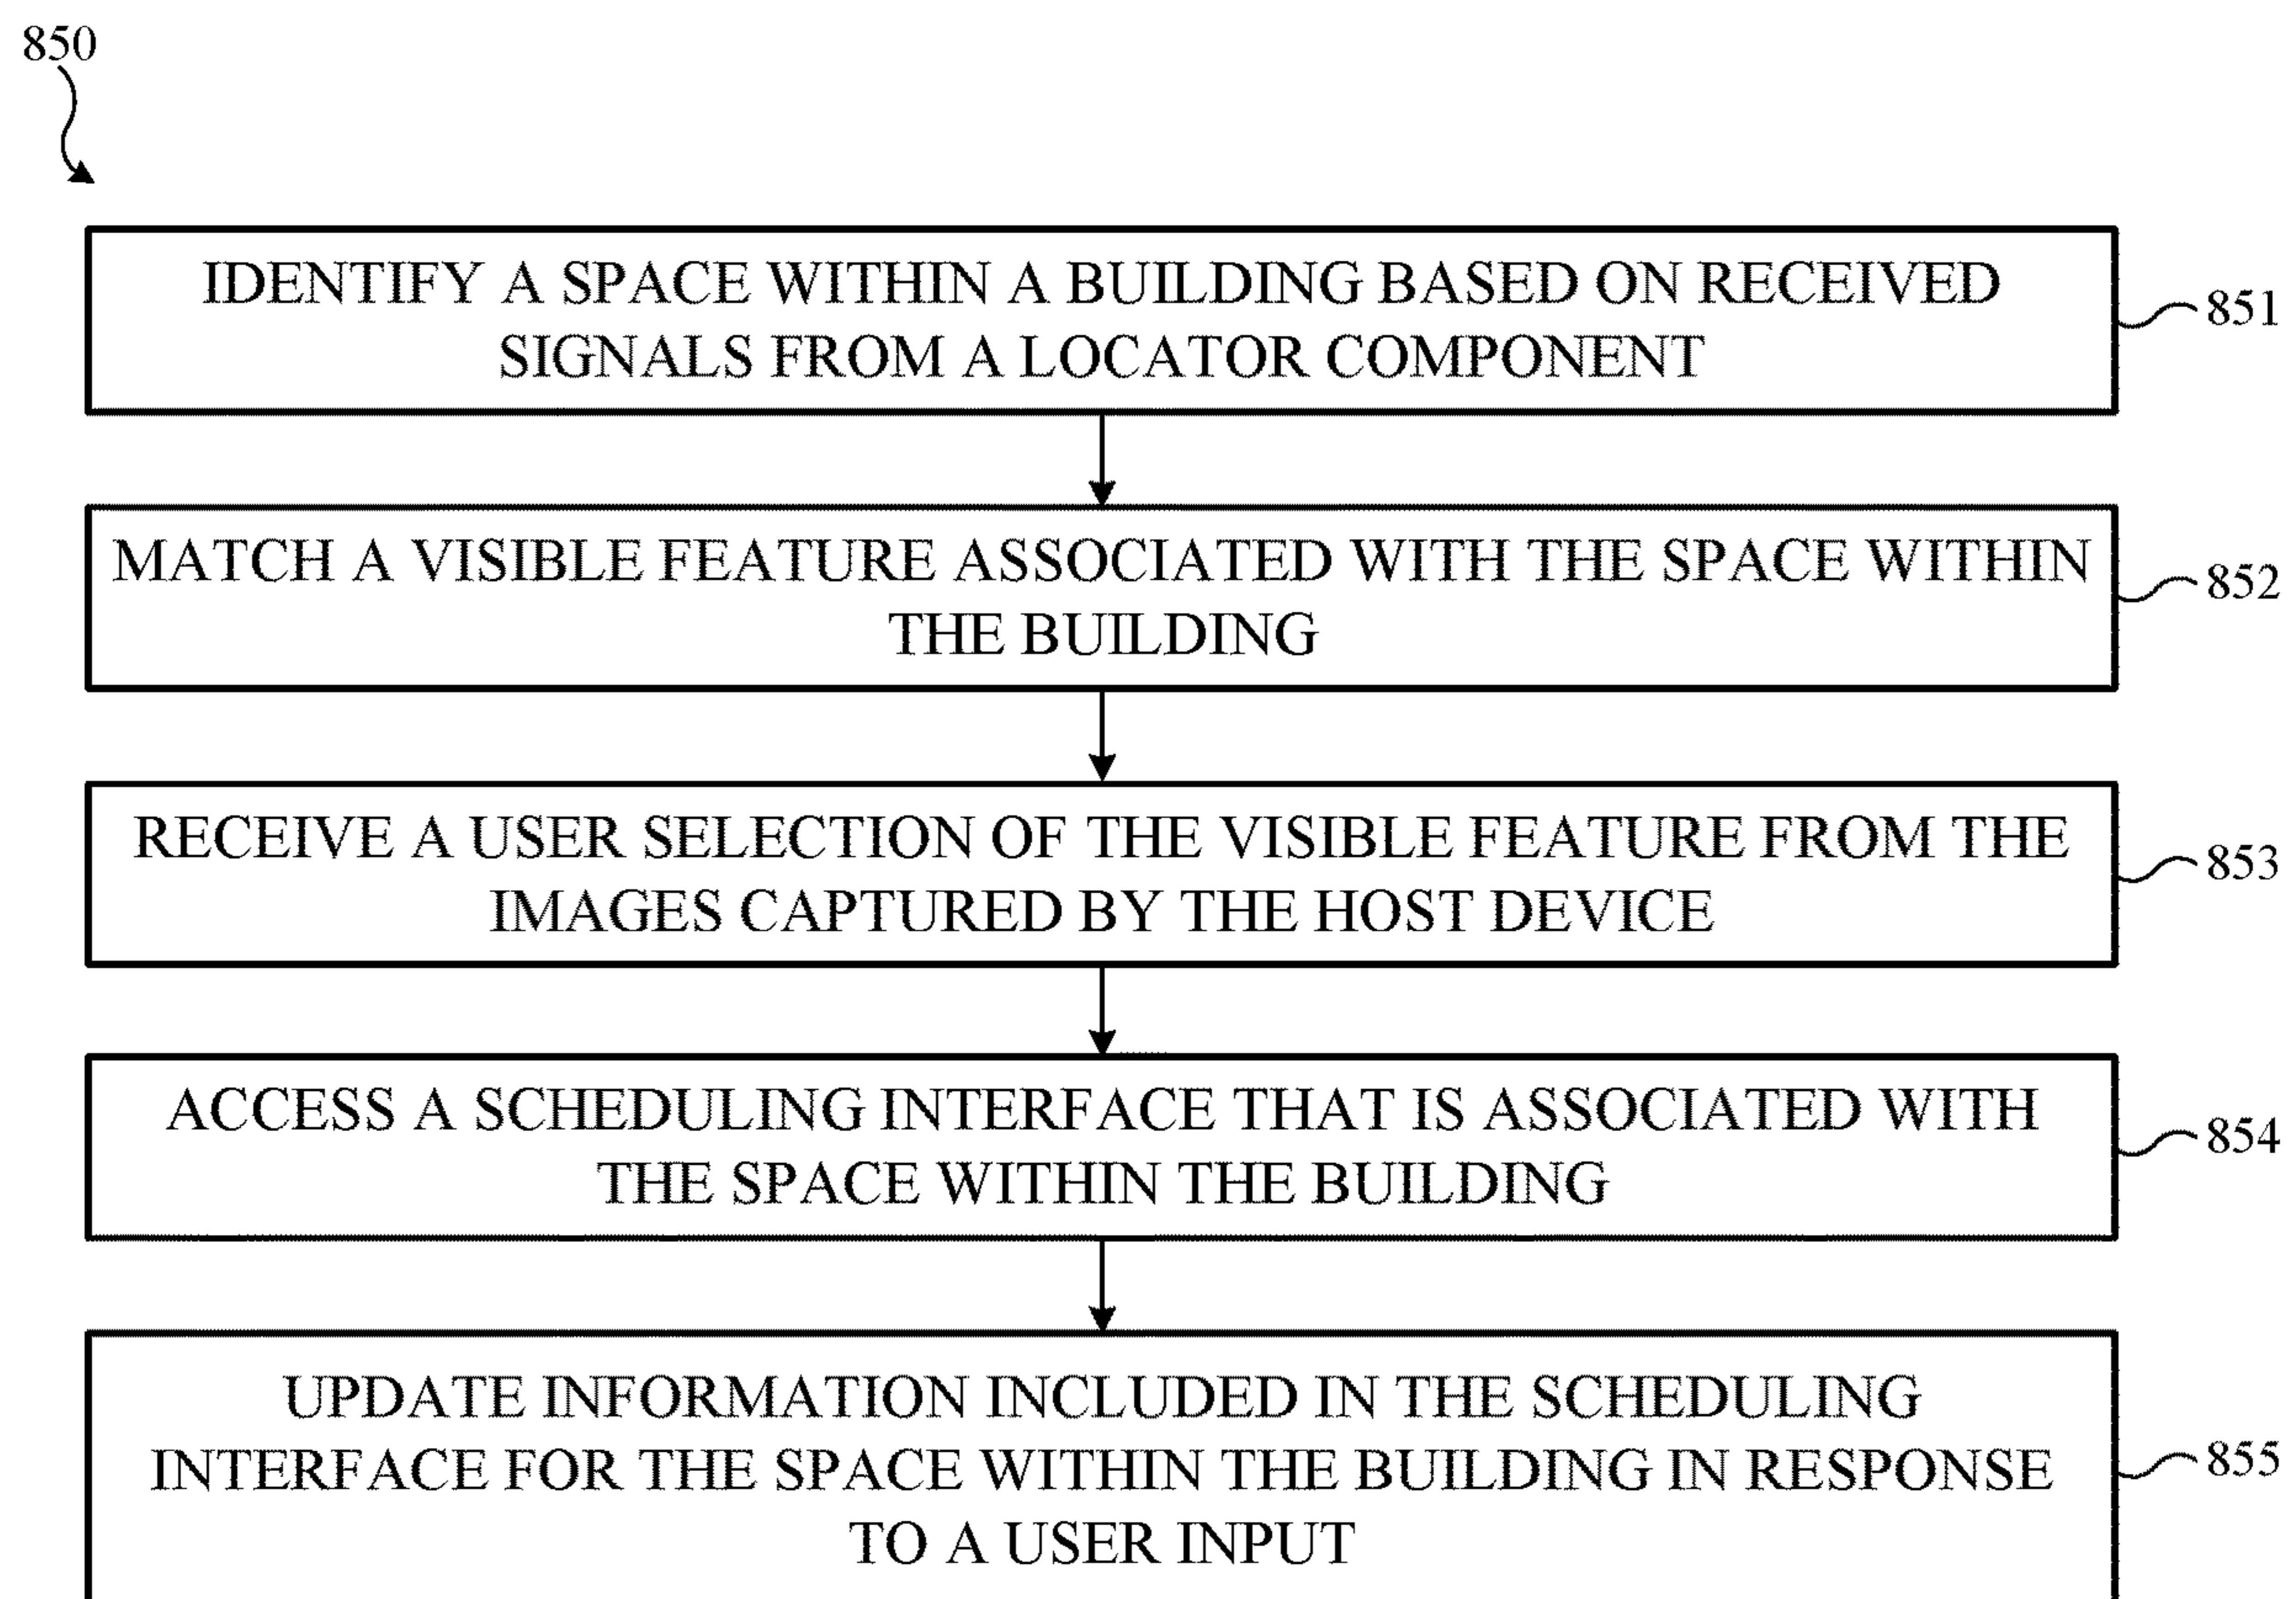 850
IDENTIFY A SPACE WITHIN A BUILDING BASED ON RECEIVED
SIGNALS FROM A LOCATOR COMPONENT
851
MATCH A VISIBLE FEATURE ASSOCIATED WITH THE SPACE WITHIN
THE BUILDING
852
RECEIVE A USER SELECTION OF THE VISIBLE FEATURE FROM THE
IMAGES CAPTURED BY THE HOST DEVICE
853
ACCESS A SCHEDULING INTERFACE THAT IS ASSOCIATED WITH
THE SPACE WITHIN THE BUILDING
854
UPDATE INFORMATION INCLUDED IN THE SCHEDULING
INTERFACE FOR THE SPACE WITHIN THE BUILDING IN RESPONSE
TO A USER INPUT
855